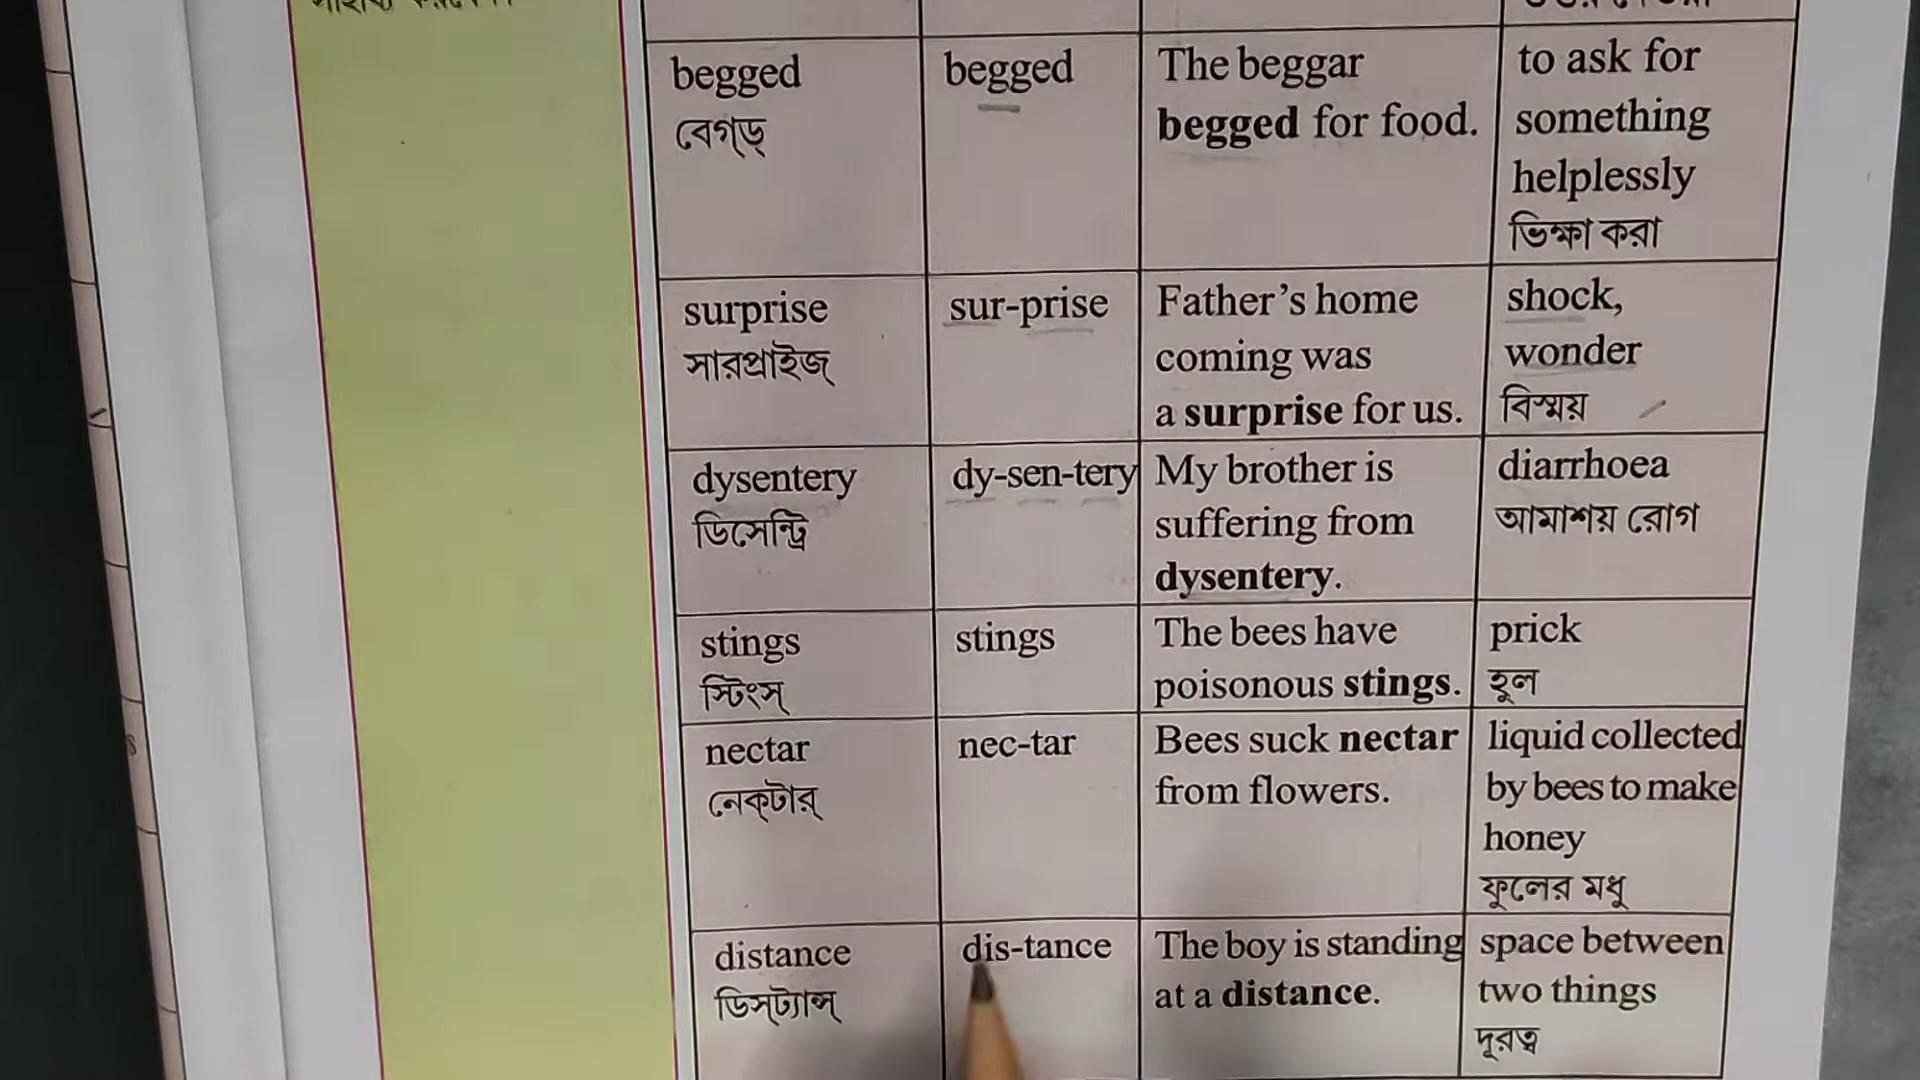 begged
বেগ্‌ড্
begged
The beggar
begged for food.
to ask for
something
helplessly
ভিক্ষা করা
surprise
সারপ্রাইজ্
sur-prise
Father’s home
coming was
a surprise for us.
shock,
wonder
বিস্ময়
dysentery
ডিসেন্ট্রি
dy-sen-tery
My brother is
suffering from
dysentery.
diarrhoea
আমাশয় রোগ
stings
স্টিংস্
stings
The bees have
poisonous stings.
prick
হূল
nectar
নেক্‌টার্
nec-tar
Bees suck nectar
from flowers.
liquid collected
by bees to make
honey
ফুলের মধু
distance
ডিস্‌ট্যান্স্
dis-tance
The boy is standing
at a distance.
space between
two things
দূরত্ব